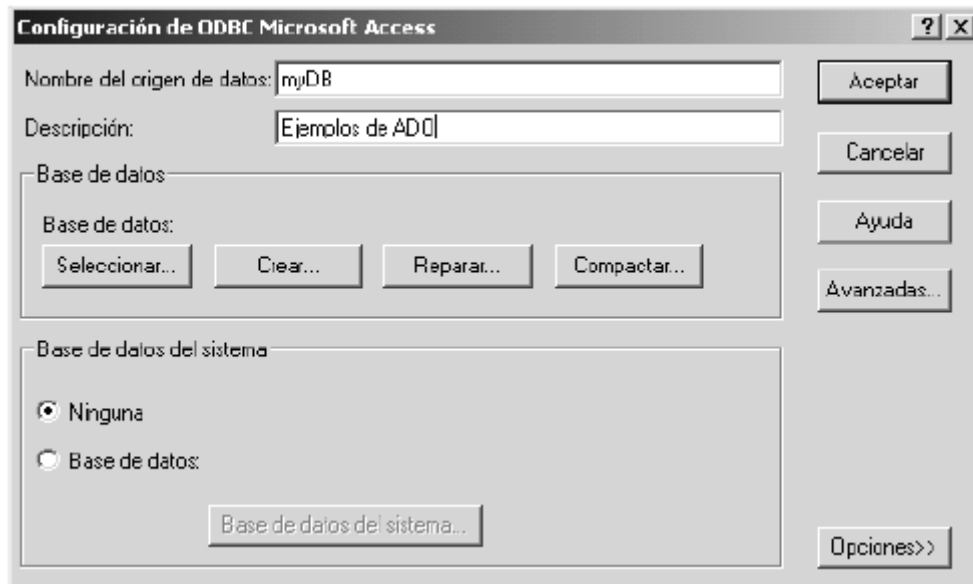 Configuración de ODBC Microsoft Access
? X
Nombre del origen de datos: myDB
Descripción: Ejemplos de ADO
Aceptar
Cancelar
Ayuda
Avanzadas...
Base de datos
Base de datos:
Seleccionar... Crear... Reparar... Compactar...
Base de datos del sistema
Ninguna
Base de datos:
Base de datos del sistema...
Opciones>>